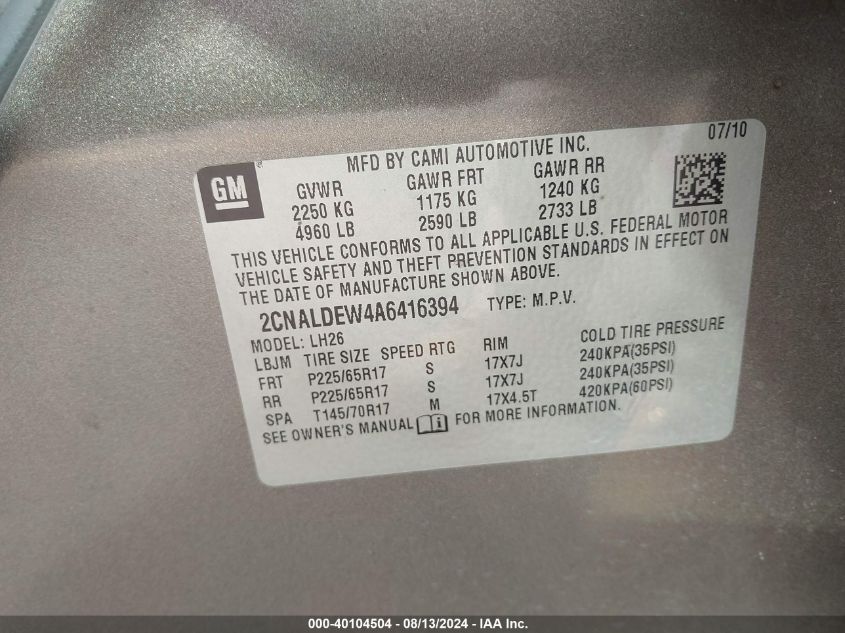 07/10
MFD BY CAMI AUTOMOTIVE INC.
GM
GVWR GAWR FRT GAWR RR
2250 KG 1175 KG 1240 KG
4960 LB 2590 LB 2733 LB
THIS VEHICLE CONFORMS TO ALL APPLICABLE U.S. FEDERAL MOTOR
VEHICLE SAFETY AND THEFT PREVENTION STANDARDS IN EFFECT ON
THE DATE OF MANUFACTURE SHOWN ABOVE.
2CNALDEW4A6416394 TYPE: M.P.V.
MODEL: LH26
LBJM TIRE SIZE SPEED RTG RIM COLD TIRE PRESSURE
FRT P225/65R17 S 17X7J 240KPA(35PSI)
RR P225/65R17 S 17X7J 240KPA(35PSI)
SPA T145/70R17 M 17X4.5T 420KPA(60PSI)
SEE OWNER'S MANUAL FOR MORE INFORMATION.
000-40104504 - 08/13/2024 - IAA Inc.